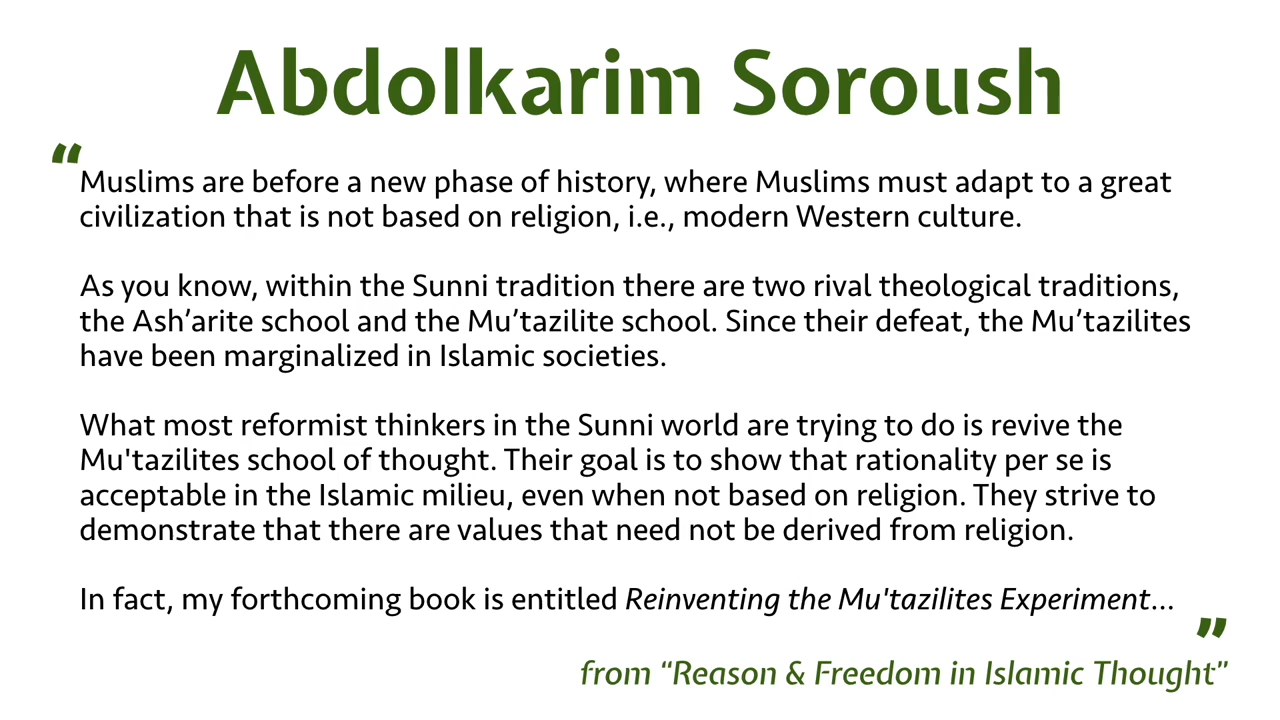 Abdolkarim Soroush
“
Muslims are before a new phase of history, where Muslims must adapt to a great
civilization that is not based on religion, i.e., modern Western culture.
As you know, within the Sunni tradition there are two rival theological traditions,
the Ash’arite school and the Mu’tazilite school. Since their defeat, the Mu’tazilites
have been marginalized in Islamic societies.
What most reformist thinkers in the Sunni world are trying to do is revive the
Mu'tazilites school of thought. Their goal is to show that rationality per se is
acceptable in the Islamic milieu, even when not based on religion. They strive to
demonstrate that there are values that need not be derived from religion.
In fact, my forthcoming book is entitled Reinventing the Mu'tazilites Experiment...
”
from “Reason & Freedom in Islamic Thought”